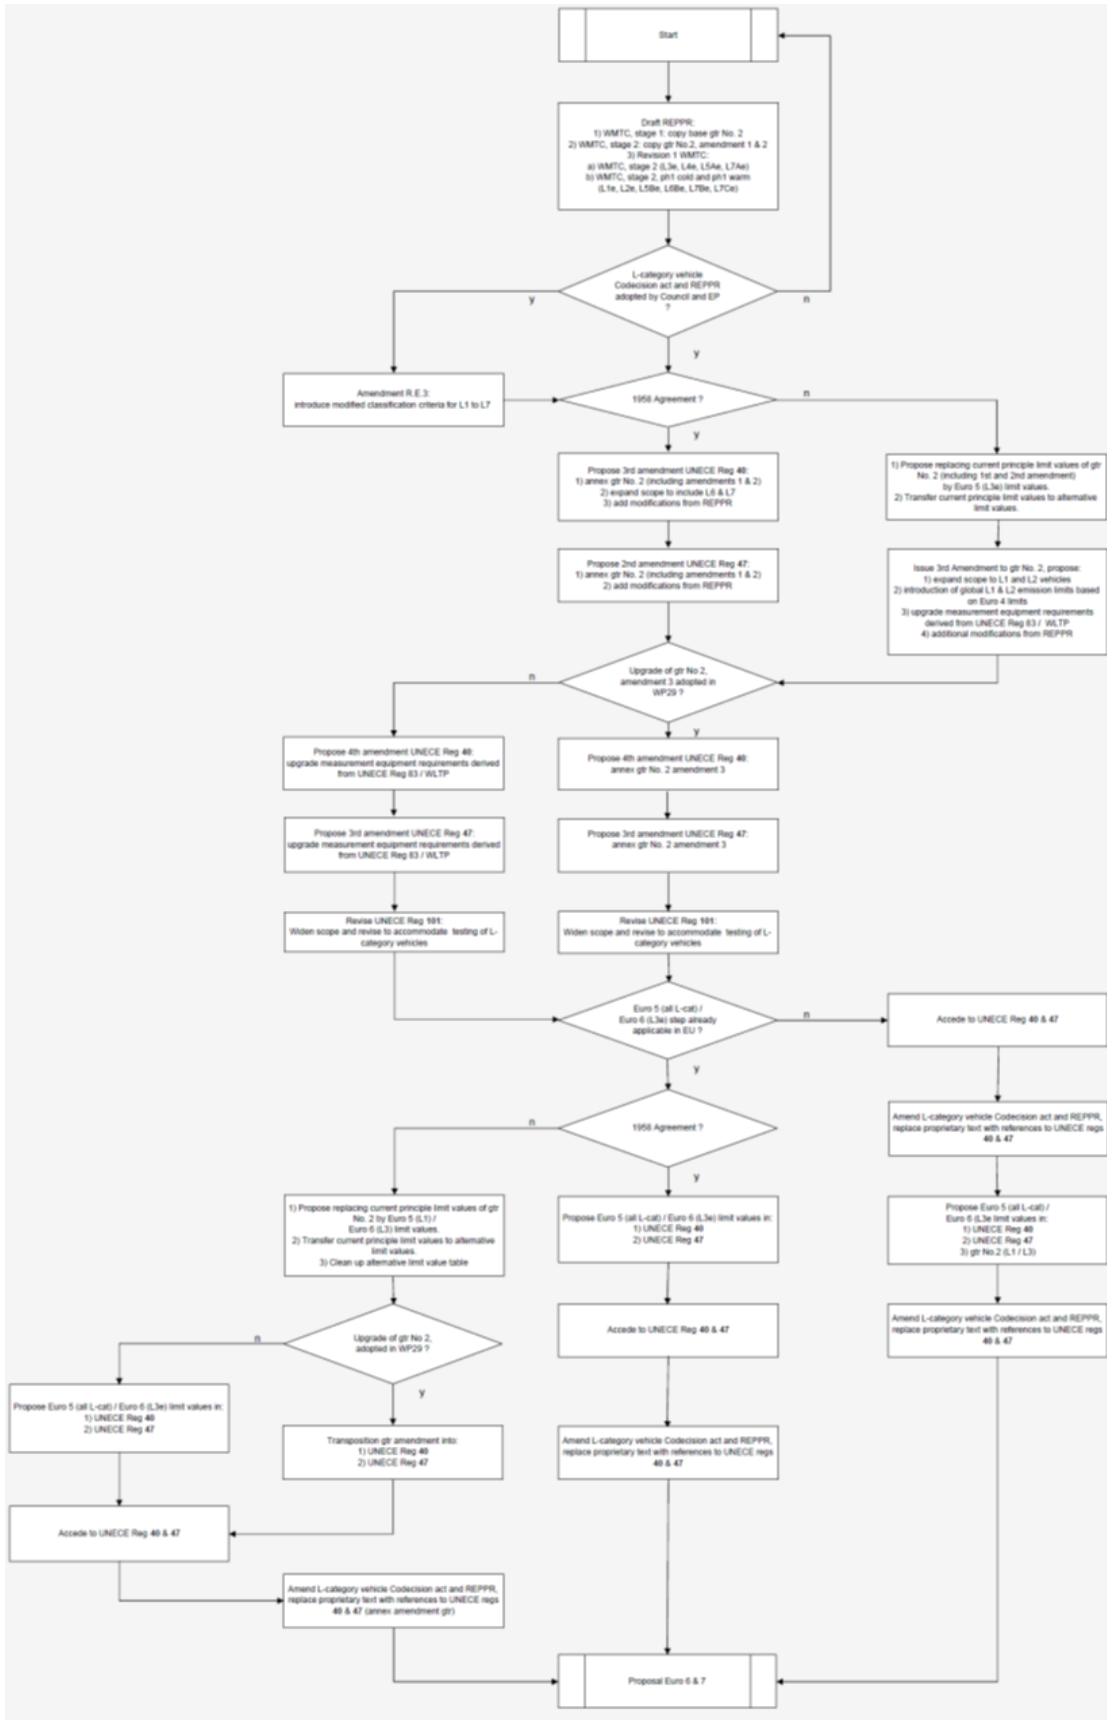 Start
Draft REPPR:
1) WMTC, stage 1: copy base gtr No. 2
2) WMTC, stage 2: copy gtr No.2, amendment 1 & 2
3) Revision 1 WMTC:
a) WMTC, stage 2 (L3e, L4e, L5Ae, L7Ae)
b) WMTC, stage 2, ph1 cold and ph1 warm
(L1e, L2e, L5Be, L6Be, L7Be, L7Ce)
L-category vehicle
Codecision act and REPPR
adopted by Council and EP
?
y
n
y
Amendment R.E.3:
introduce modified classification criteria for L1 to L7
1958 Agreement ?
n
y
Propose 3rd amendment UNECE Reg 40:
1) annex gtr No. 2 (including amendments 1 & 2)
2) expand scope to include L6 & L7
3) add modifications from REPPR
1) Propose replacing current principle limit values of gtr
No. 2 (including 1st and 2nd amendment)
by Euro 5 (L3e) limit values.
2) Transfer current principle limit values to alternative
limit values.
Propose 2nd amendment UNECE Reg 47:
1) annex gtr No. 2 (including amendments 1 & 2)
2) add modifications from REPPR
Issue 3rd Amendment to gtr No. 2, propose:
1) expand scope to L1 and L2 vehicles
2) introduction of global L1 & L2 emission limits based
on Euro 4 limits
3) upgrade measurement equipment requirements
derived from UNECE Reg 83 / WLTP
4) additional modifications from REPPR
Upgrade of gtr No 2,
amendment 3 adopted in
WP29 ?
n
y
Propose 4th amendment UNECE Reg 40:
upgrade measurement equipment requirements derived
from UNECE Reg 83 / WLTP
Propose 4th amendment UNECE Reg 40:
annex gtr No. 2 amendment 3
Propose 3rd amendment UNECE Reg 47:
upgrade measurement equipment requirements derived
from UNECE Reg 83 / WLTP
Propose 3rd amendment UNECE Reg 47:
annex gtr No. 2 amendment 3
Revise UNECE Reg 101:
Widen scope and revise to accommodate testing of L-
category vehicles
Revise UNECE Reg 101:
Widen scope and revise to accommodate testing of L-
category vehicles
Euro 5 (all L-cat) /
Euro 6 (L3e) step already
applicable in EU ?
n
y
Accede to UNECE Reg 40 & 47
1958 Agreement ?
n
y
Amend L-category vehicle Codecision act and REPPR,
replace proprietary text with references to UNECE regs
40 & 47
1) Propose replacing current principle limit values of gtr
No. 2 by Euro 5 (L1) /
Euro 6 (L3) limit values.
2) Transfer current principle limit values to alternative
limit values.
3) Clean up alternative limit value table
Propose Euro 5 (all L-cat) / Euro 6 (L3e) limit values in:
1) UNECE Reg 40
2) UNECE Reg 47
Propose Euro 5 (all L-cat) /
Euro 6 (L3e limit values in:
1) UNECE Reg 40
2) UNECE Reg 47
3) gtr No.2 (L1 / L3)
Upgrade of gtr No 2,
adopted in WP29 ?
n
y
Accede to UNECE Reg 40 & 47
Amend L-category vehicle Codecision act and REPPR,
replace proprietary text with references to UNECE regs
40 & 47
Propose Euro 5 (all L-cat) / Euro 6 (L3e) limit values in:
1) UNECE Reg 40
2) UNECE Reg 47
Transposition gtr amendment into:
1) UNECE Reg 40
2) UNECE Reg 47
Amend L-category vehicle Codecision act and REPPR,
replace proprietary text with references to UNECE regs
40 & 47
Accede to UNECE Reg 40 & 47
Amend L-category vehicle Codecision act and REPPR,
replace proprietary text with references to UNECE regs
40 & 47 (annex amendment gtr)
Proposal Euro 6 & 7